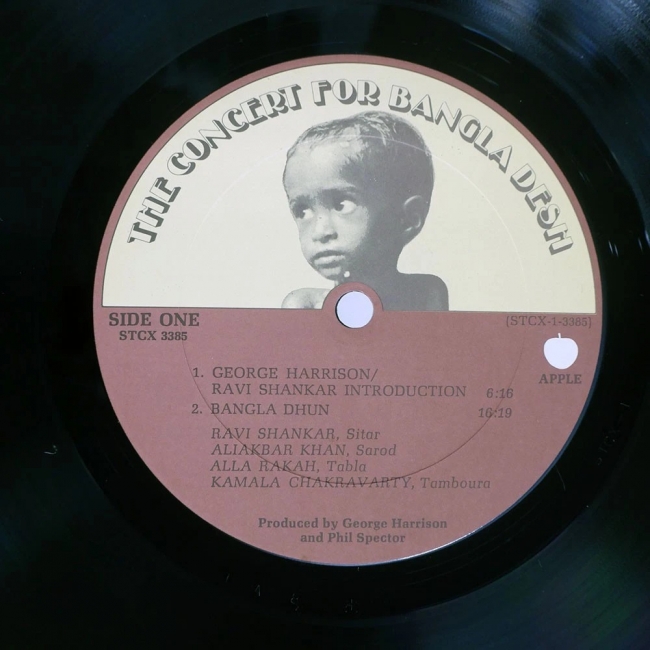 THE CONCERT FOR BANGLA DESH
SIDE ONE
STCX 3385
(STCX-1-3385)
APPLE
1. GEORGE HARRISON/
RAVI SHANKAR INTRODUCTION 6:16
2. BANGLA DHUN 16:19
RAVI SHANKAR, Sitar
ALIAKBAR KHAN, Sarod
ALLA RAKAH, Tabla
KAMALA CHAKRAVARTY, Tamboura
Produced by George Harrison
and Phil Spector